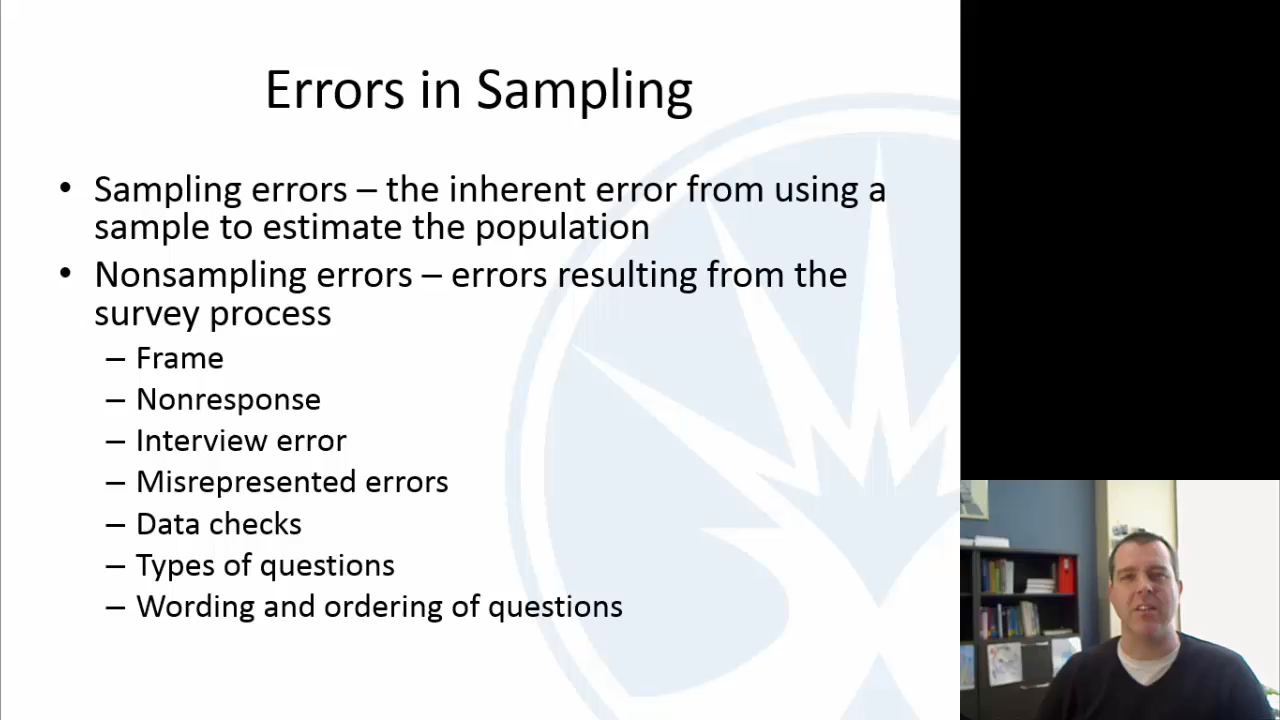 Errors in Sampling
• Sampling errors – the inherent error from using a
sample to estimate the population
• Nonsampling errors – errors resulting from the
survey process
– Frame
– Nonresponse
– Interview error
– Misrepresented errors
– Data checks
– Types of questions
– Wording and ordering of questions